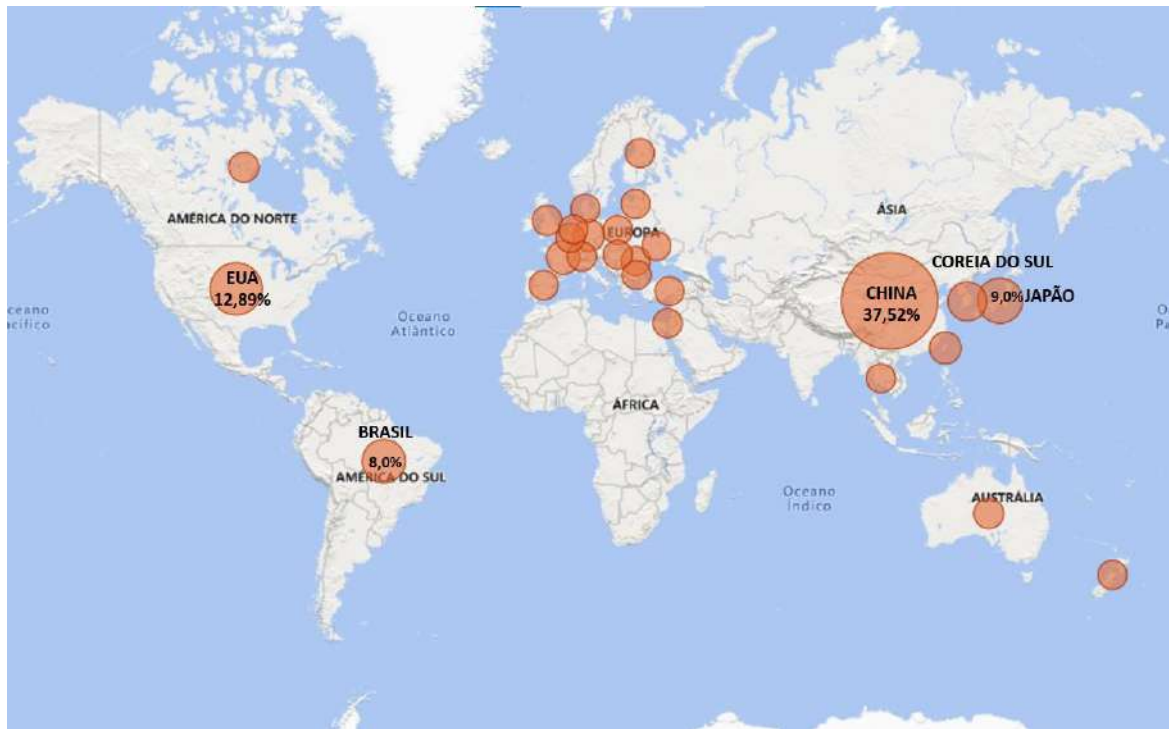 AMÉRICA DO NORTE
EUA
12,89%
Oceano
Oceano
Atlântico
EUROPA
ÁSIA
COREIA DO SUL
CHINA
37,52%
9,0% JAPÃO
ÁFRICA
BRASIL
8,0%
AMÉRICA DO SUL
Oceano
Índico
AUSTRÁLIA